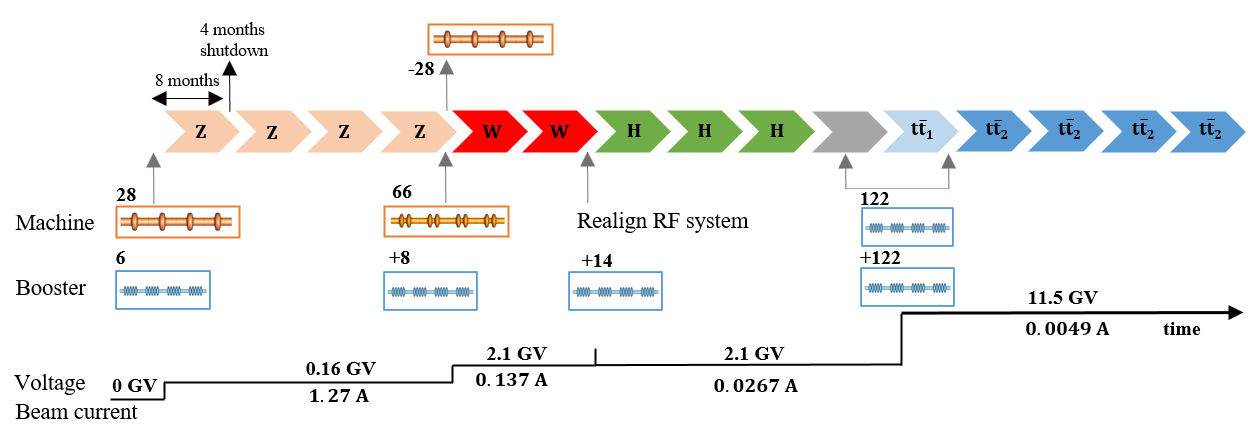 4 months
shutdown
8 months
-28
Z Z Z Z W W H H H tt̄₁ tt̄₂ tt̄₂ tt̄₂ tt̄₂
28
66
122
Machine
Realign RF system
6
+8
+14
+122
Booster
11.5 GV
0.0049 A
time
2.1 GV
2.1 GV
0.16 GV
0.137 A
0.0267 A
Voltage
0 GV
1.27 A
Beam current